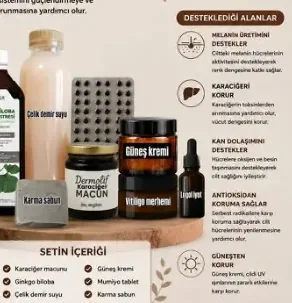 sistemini güçlendirmeye ve
runmasına yardımcı olur.
DESTEKLEDİĞİ ALANLAR
MELANİN ÜRETİMİNİ
DESTEKLER
Ciltteki melanin hücrelerinin
aktivitesini destekleyerek
renk dengesine katkı sağlar.
KARACİĞERİ
KORUR
Karaciğerin toksinlerden
arınmasına yardımcı olur,
vücut dengesini korur.
KAN DOLAŞIMINI
DESTEKLER
Hücrelere oksijen ve besin
taşınmasını destekleyerek
cilt sağlığını iyileştirir.
ANTİOKSİDAN
KORUMA SAĞLAR
Serbest radikallere karşı
koruma sağlayarak cilt
hücrelerinin yenilenmesine
yardımcı olur.
GÜNEŞTEN
KORUR
Güneş kremi, cildi UV
ışınlarının zararlı etkilerine
karşı korur.
Çelik demir suyu
Güneş kremi
Dermotif
Karaciğer
MACUN
Vitiligo merhemi
Karma sabun
SETİN İÇERİĞİ
Karaciğer macunu
Güneş kremi
Ginkgo biloba
Mumiyo tablet
Çelik demir suyu
Karma sabun